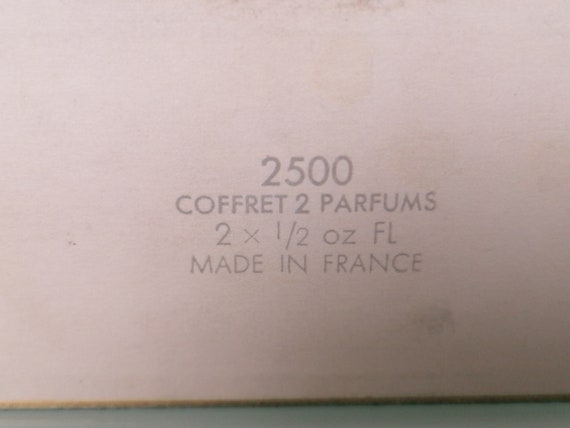 2500
COFFRET 2 PARFUMS
2 × 1/2 oz FL
MADE IN FRANCE